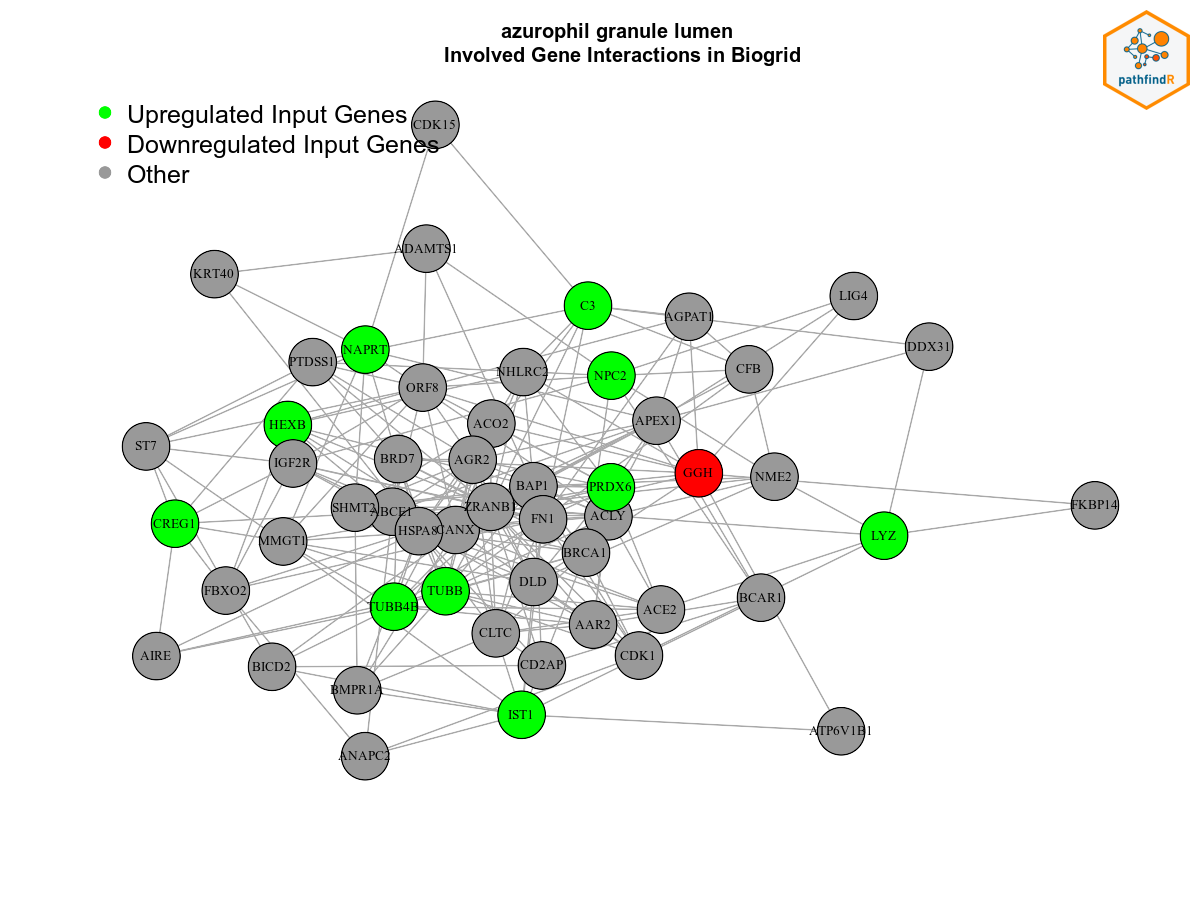 azurophil granule lumen
Involved Gene Interactions in Biogrid
pathfindR
Upregulated Input Genes
Downregulated Input Genes
Other
CDK15
ADAMTS1
KRT40
C3
LIG4
AGPAT1
DDX31
NAPRT
PTDSS1
NHLRC2
NPC2
CFB
ORF8
HEXB
ACO2
APEX1
ST7
IGF2R
BRD7
AGR2
GGH
NME2
BAP1
PRDX6
FKBP14
SHMT2
ABCE1
ZRANB1
FN1
ACLY
CREG1
HSPA8
CANX
LYZ
MMGT1
BRCA1
FBXO2
DLD
TUBB
TUBB4B
ACE2
BCAR1
CLTC
AAR2
AIRE
BICD2
CD2AP
CDK1
BMPR1A
IST1
ATP6V1B1
ANAPC2